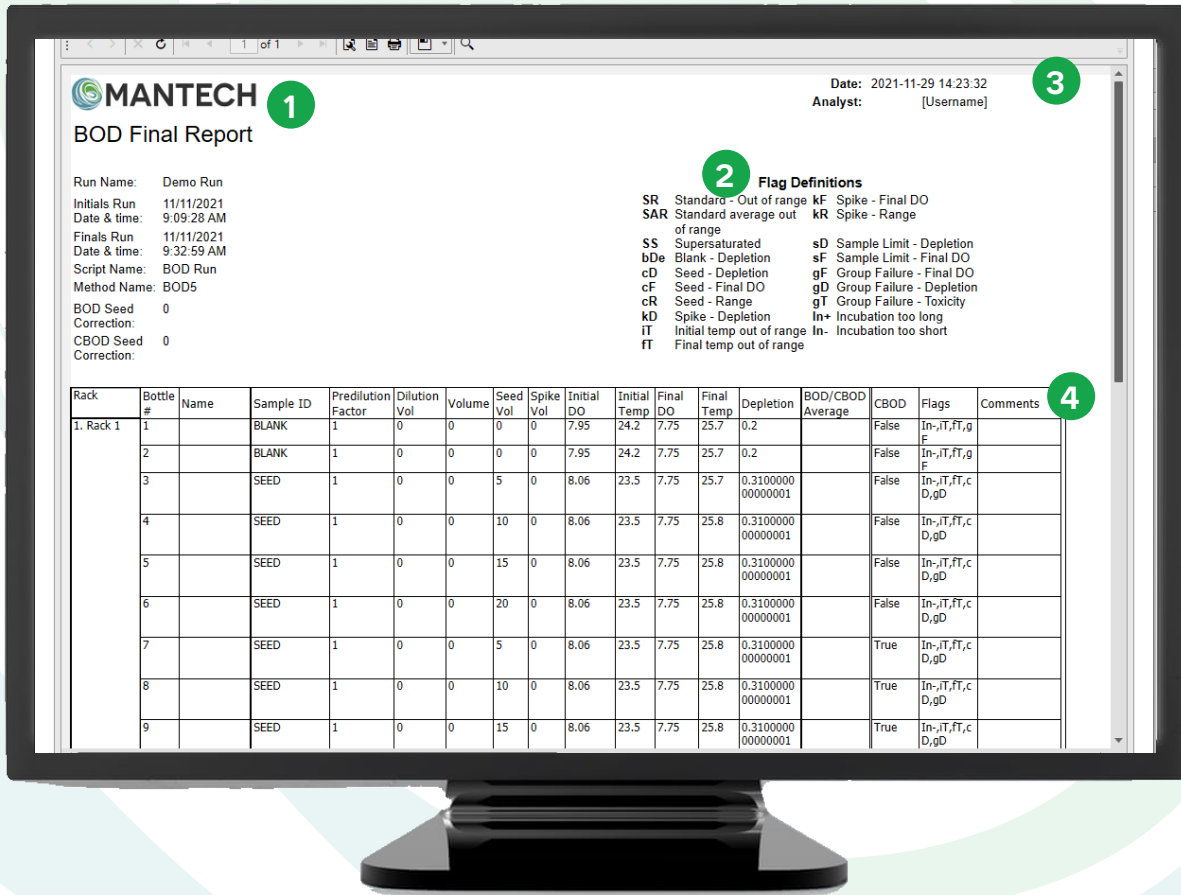 1 of 1
MANTECH
1
Date: 2021-11-29 14:23:32
3
Analyst: [Username]
BOD Final Report
Run Name: Demo Run
Initials Run 11/11/2021
Date & time: 9:09:28 AM
Finals Run 11/11/2021
Date & time: 9:32:59 AM
Script Name: BOD Run
Method Name: BOD5
BOD Seed 0
Correction:
CBOD Seed 0
Correction:
2
Flag Definitions
SR Standard - Out of range kF Spike - Final DO
SAR Standard average out kR Spike - Range
of range
SS Supersaturated sD Sample Limit - Depletion
bDe Blank - Depletion sF Sample Limit - Final DO
cD Seed - Depletion gF Group Failure - Final DO
cF Seed - Final DO gD Group Failure - Depletion
cR Seed - Range gT Group Failure - Toxicity
kD Spike - Depletion In+ Incubation too long
iT Initial temp out of range In- Incubation too short
fT Final temp out of range
4
Rack Bottle Name Sample ID Predilution Dilution Volume Seed Spike Initial Initial Final Final Depletion BOD/CBOD CBOD Flags Comments
# Factor Vol Vol Vol DO Temp DO Temp Average
1. Rack 1 1 BLANK 1 0 0 0 0 7.95 24.2 7.75 25.7 0.2 False In-,iT,fT,g
F
2 BLANK 1 0 0 0 0 7.95 24.2 7.75 25.7 0.2 False In-,iT,fT,g
F
3 SEED 1 0 0 5 0 8.06 23.5 7.75 25.7 0.3100000 False In-,iT,fT,c
00000001 D,gD
4 SEED 1 0 0 10 0 8.06 23.5 7.75 25.8 0.3100000 False In-,iT,fT,c
00000001 D,gD
5 SEED 1 0 0 15 0 8.06 23.5 7.75 25.8 0.3100000 False In-,iT,fT,c
00000001 D,gD
6 SEED 1 0 0 20 0 8.06 23.5 7.75 25.8 0.3100000 False In-,iT,fT,c
00000001 D,gD
7 SEED 1 0 0 5 0 8.06 23.5 7.75 25.8 0.3100000 True In-,iT,fT,c
00000001 D,gD
8 SEED 1 0 0 10 0 8.06 23.5 7.75 25.8 0.3100000 True In-,iT,fT,c
00000001 D,gD
9 SEED 1 0 0 15 0 8.06 23.5 7.75 25.8 0.3100000 True In-,iT,fT,c
00000001 D,gD